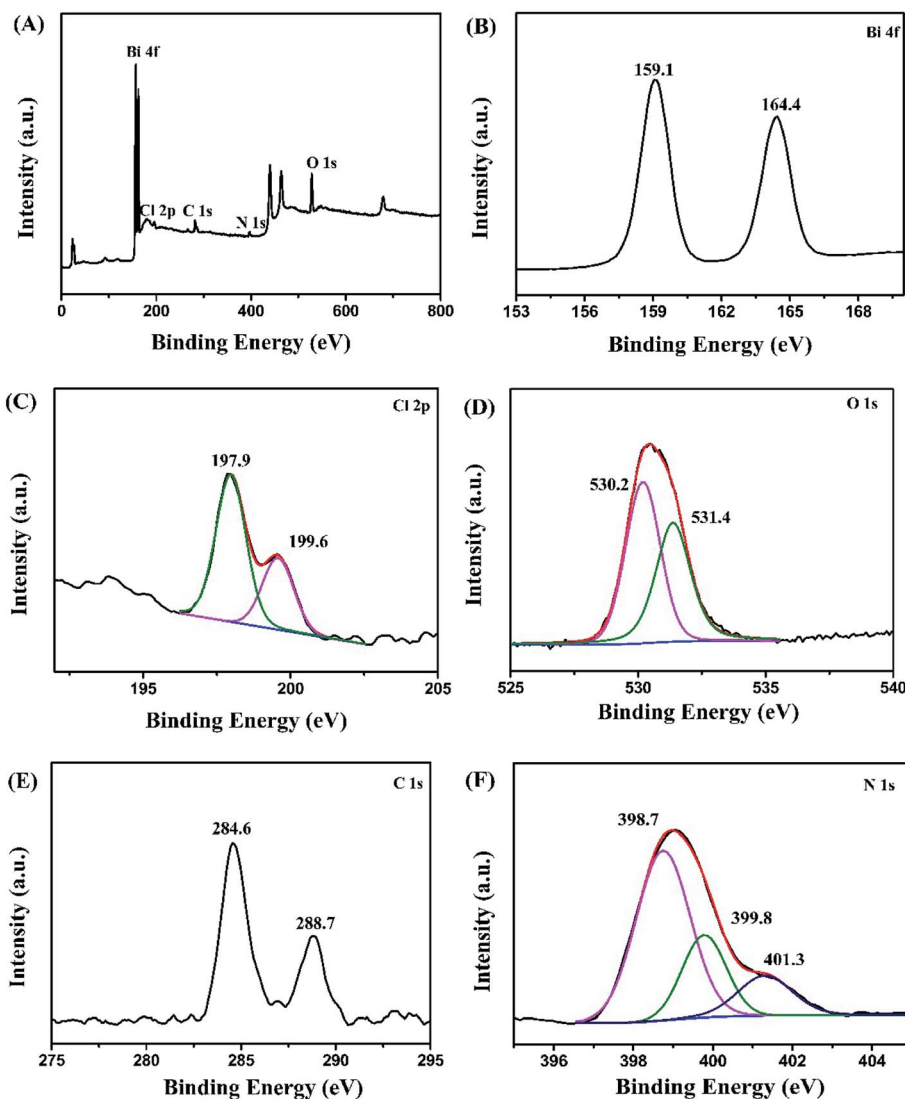 (A)
Bi 4f
Cl 2p
C 1s
N 1s
O 1s
Intensity (a.u.)
0 200 400 600 800
Binding Energy (eV)
(B)
Bi 4f
159.1
164.4
Intensity (a.u.)
153 156 159 162 165 168
Binding Energy (eV)
(C)
Cl 2p
197.9
199.6
Intensity (a.u.)
195 200 205
Binding Energy (eV)
(D)
O 1s
530.2
531.4
Intensity (a.u.)
525 530 535 540
Binding Energy (eV)
(E)
C 1s
284.6
288.7
Intensity (a.u.)
275 280 285 290 295
Binding Energy (eV)
(F)
N 1s
398.7
399.8
401.3
Intensity (a.u.)
396 398 400 402 404
Binding Energy (eV)